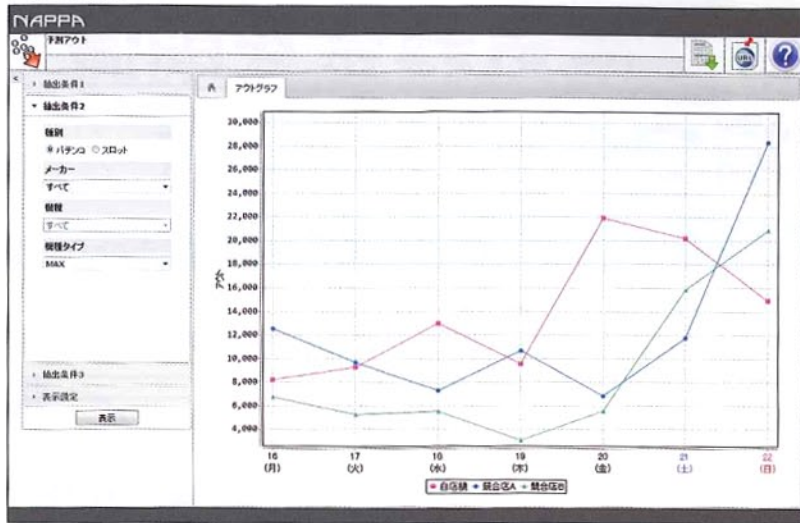 NAPPA
予測アウト
URL
?
<
› 抽出条件1
▾ 抽出条件2
種別
パチンコ スロット
メーカー
すべて
機種
すべて
機種タイプ
MAX
› 抽出条件3
› 表示設定
表示
表 アウトグラフ
アウト
30,000
28,000
26,000
24,000
22,000
20,000
18,000
16,000
14,000
12,000
10,000
8,000
6,000
4,000
16 17 18 19 20 21 22
(月) (火) (水) (木) (金) (土) (日)
自店舗 競合店A 競合店B